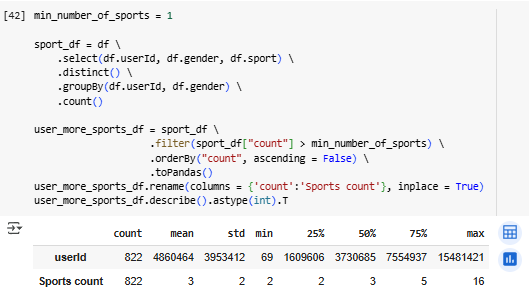 [42] min_number_of_sports = 1
sport_df = df \
.select(df.userId, df.gender, df.sport) \
.distinct() \
.groupBy(df.userId, df.gender) \
.count()
user_more_sports_df = sport_df \
.filter(sport_df["count"] > min_number_of_sports) \
.orderBy("count", ascending = False) \
.toPandas()
user_more_sports_df.rename(columns = {'count':'Sports count'}, inplace = True)
user_more_sports_df.describe().astype(int).T
count mean std min 25% 50% 75% max
userId 822 4860464 3953412 69 1609606 3730685 7554937 15481421
Sports count 822 3 2 2 2 3 5 16